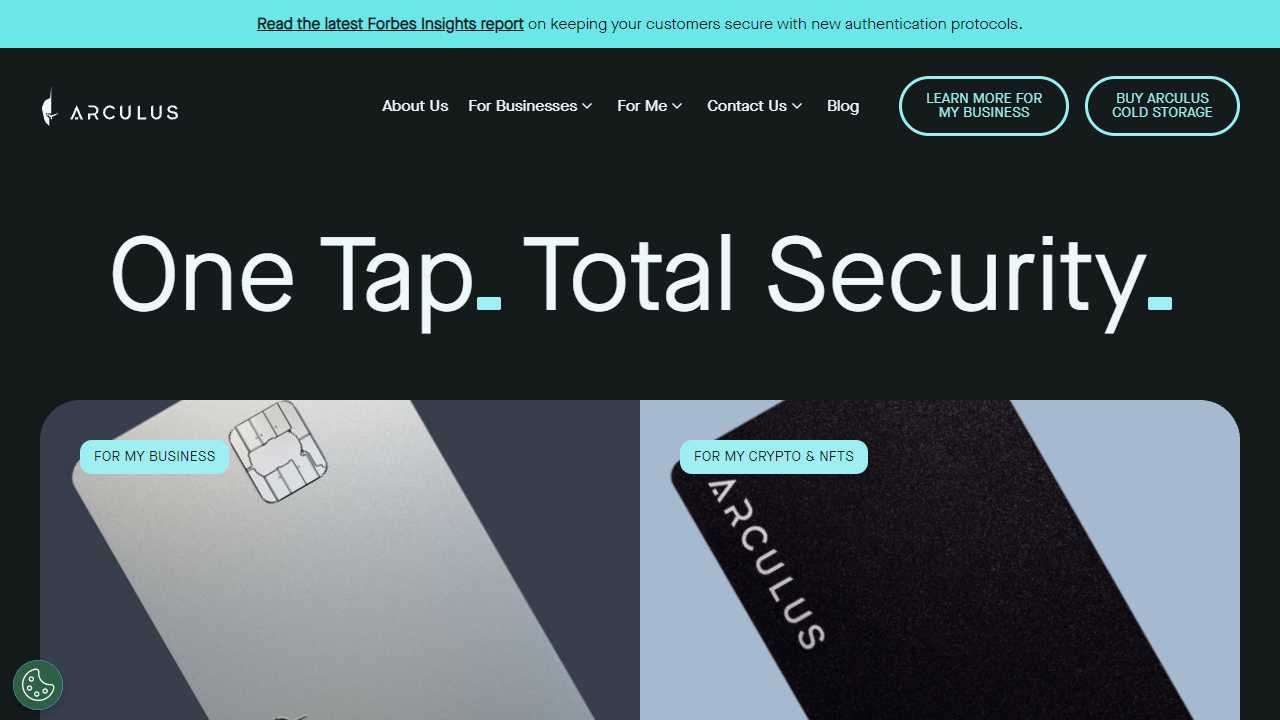 Read the latest Forbes Insights report on keeping your customers secure with new authentication protocols.
ARCULUS
About Us
For Businesses
For Me
Contact Us
Blog
LEARN MORE FOR
MY BUSINESS
BUY ARCULUS
COLD STORAGE
One Tap. Total Security.
FOR MY BUSINESS
FOR MY CRYPTO & NFTS
ARCULUS